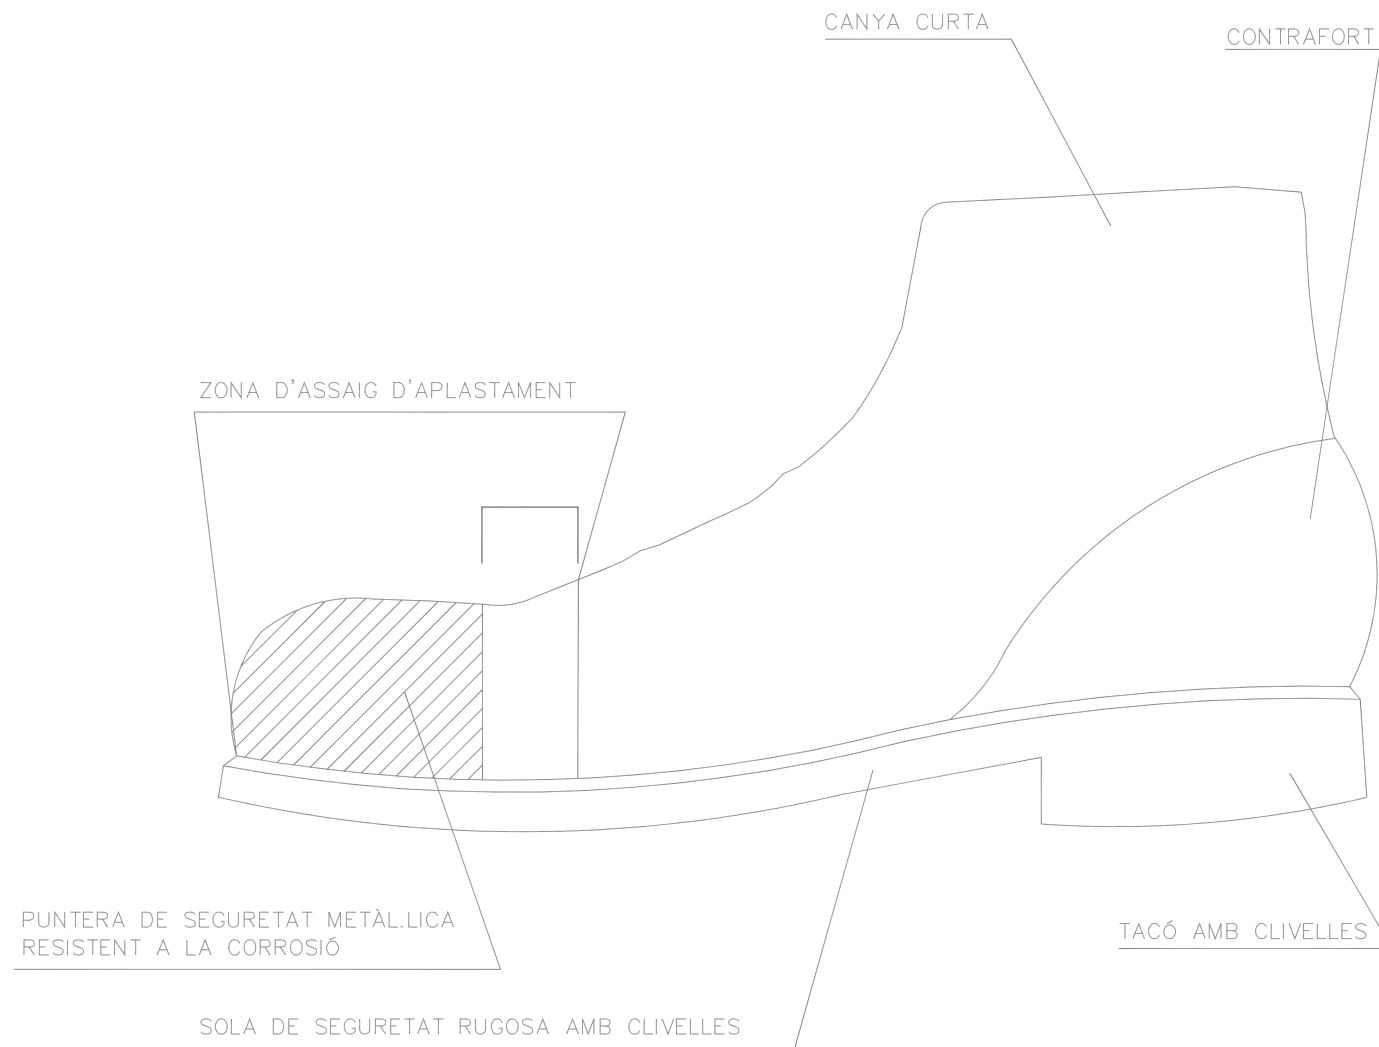 CANYA CURTA
CONTRAFORT
ZONA D'ASSAIG D'APLASTAMENT
PUNTERA DE SEGURETAT METÀL.LICA
RESISTENT A LA CORROSIÓ
TACÓ AMB CLIVELLES
SOLA DE SEGURETAT RUGOSA AMB CLIVELLES